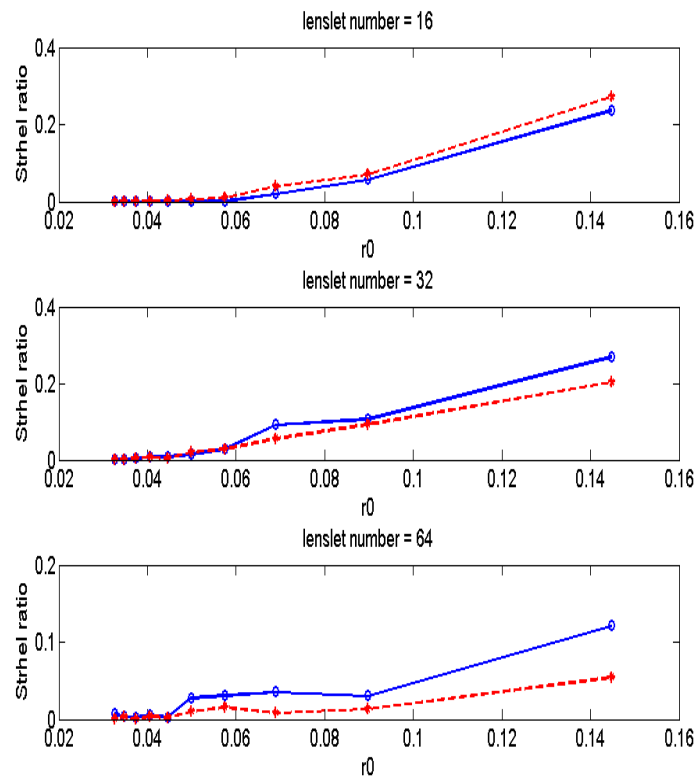 lenslet number = 16
0.4
0.2
0
Strhel ratio
0.02 0.04 0.06 0.08 0.1 0.12 0.14 0.16
r0
lenslet number = 32
0.4
0.2
0
Strhel ratio
0.02 0.04 0.06 0.08 0.1 0.12 0.14 0.16
r0
lenslet number = 64
0.2
0.1
0
Strhel ratio
0.02 0.04 0.06 0.08 0.1 0.12 0.14 0.16
r0